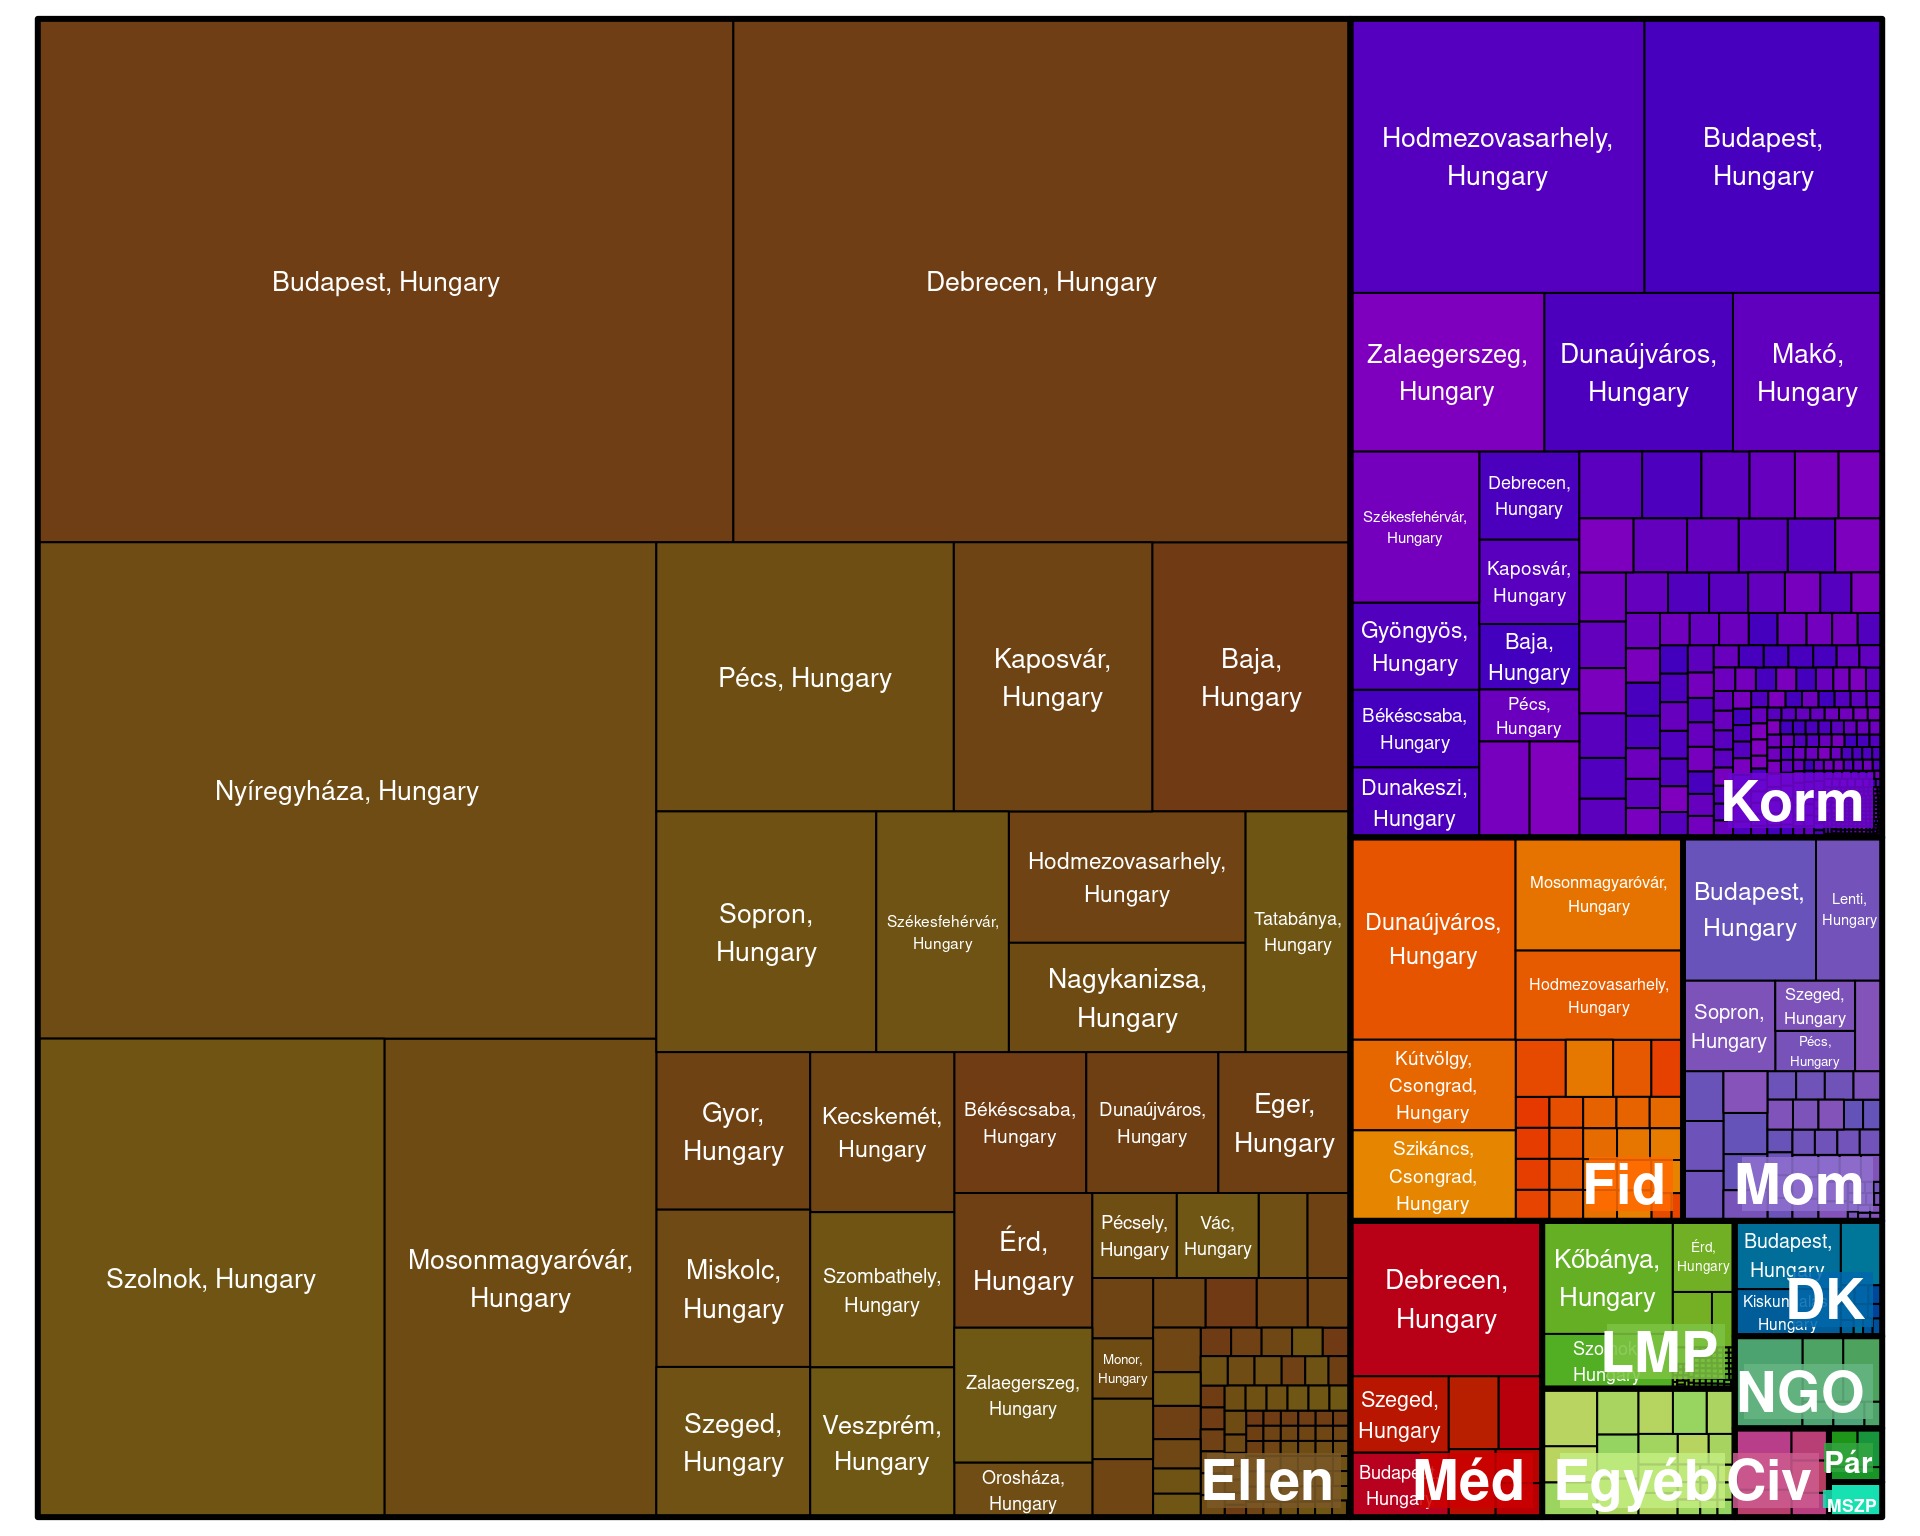 Budapest, Hungary
Debrecen, Hungary
Nyíregyháza, Hungary
Pécs, Hungary
Kaposvár,
Hungary
Baja,
Hungary
Sopron,
Hungary
Székesfehérvár,
Hungary
Hodmezovasarhely,
Hungary
Nagykanizsa,
Hungary
Tatabánya,
Hungary
Szolnok, Hungary
Mosonmagyaróvár,
Hungary
Gyor,
Hungary
Kecskemét,
Hungary
Békéscsaba,
Hungary
Dunaújváros,
Hungary
Eger,
Hungary
Miskolc,
Hungary
Szombathely,
Hungary
Érd,
Hungary
Pécsely,
Hungary
Vác,
Hungary
Szeged,
Hungary
Veszprém,
Hungary
Zalaegerszeg,
Hungary
Monor,
Hungary
Orosháza,
Hungary
Ellen
Hodmezovasarhely,
Hungary
Budapest,
Hungary
Zalaegerszeg,
Hungary
Dunaújváros,
Hungary
Makó,
Hungary
Székesfehérvár,
Hungary
Debrecen,
Hungary
Kaposvár,
Hungary
Gyöngyös,
Hungary
Baja,
Hungary
Békéscsaba,
Hungary
Pécs,
Hungary
Dunakeszi,
Hungary
Korm
Dunaújváros,
Hungary
Mosonmagyaróvár,
Hungary
Hodmezovasarhely,
Hungary
Kútvölgy,
Csongrad,
Hungary
Szikáncs,
Csongrad,
Hungary
Fid
Budapest,
Hungary
Lenti,
Hungary
Sopron,
Hungary
Szeged,
Hungary
Pécs,
Hungary
Mom
Debrecen,
Hungary
Szeged,
Hungary
Hungary
Méd
Kőbánya,
Hungary
Érd,
Hungary
Hungary
LMP
Budapest,
Hungary
Hungary
DK
NGO
Egyéb
Civ
Pár
MSZP